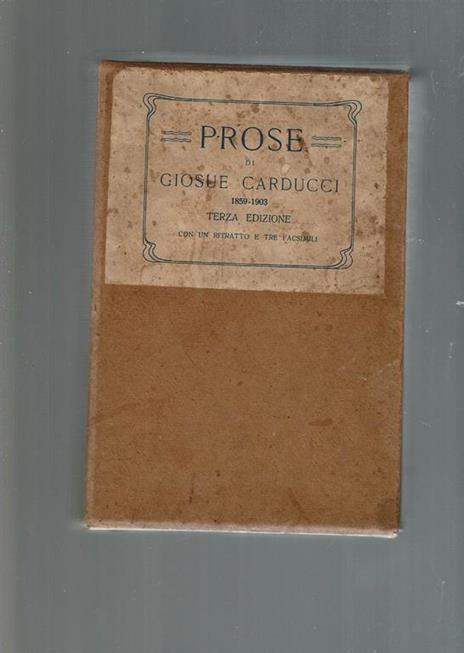 PROSE
DI
GIOSUE CARDUCCI
1859-1903
TERZA EDIZIONE
CON UN RITRATTO E TRE FACSIMILI